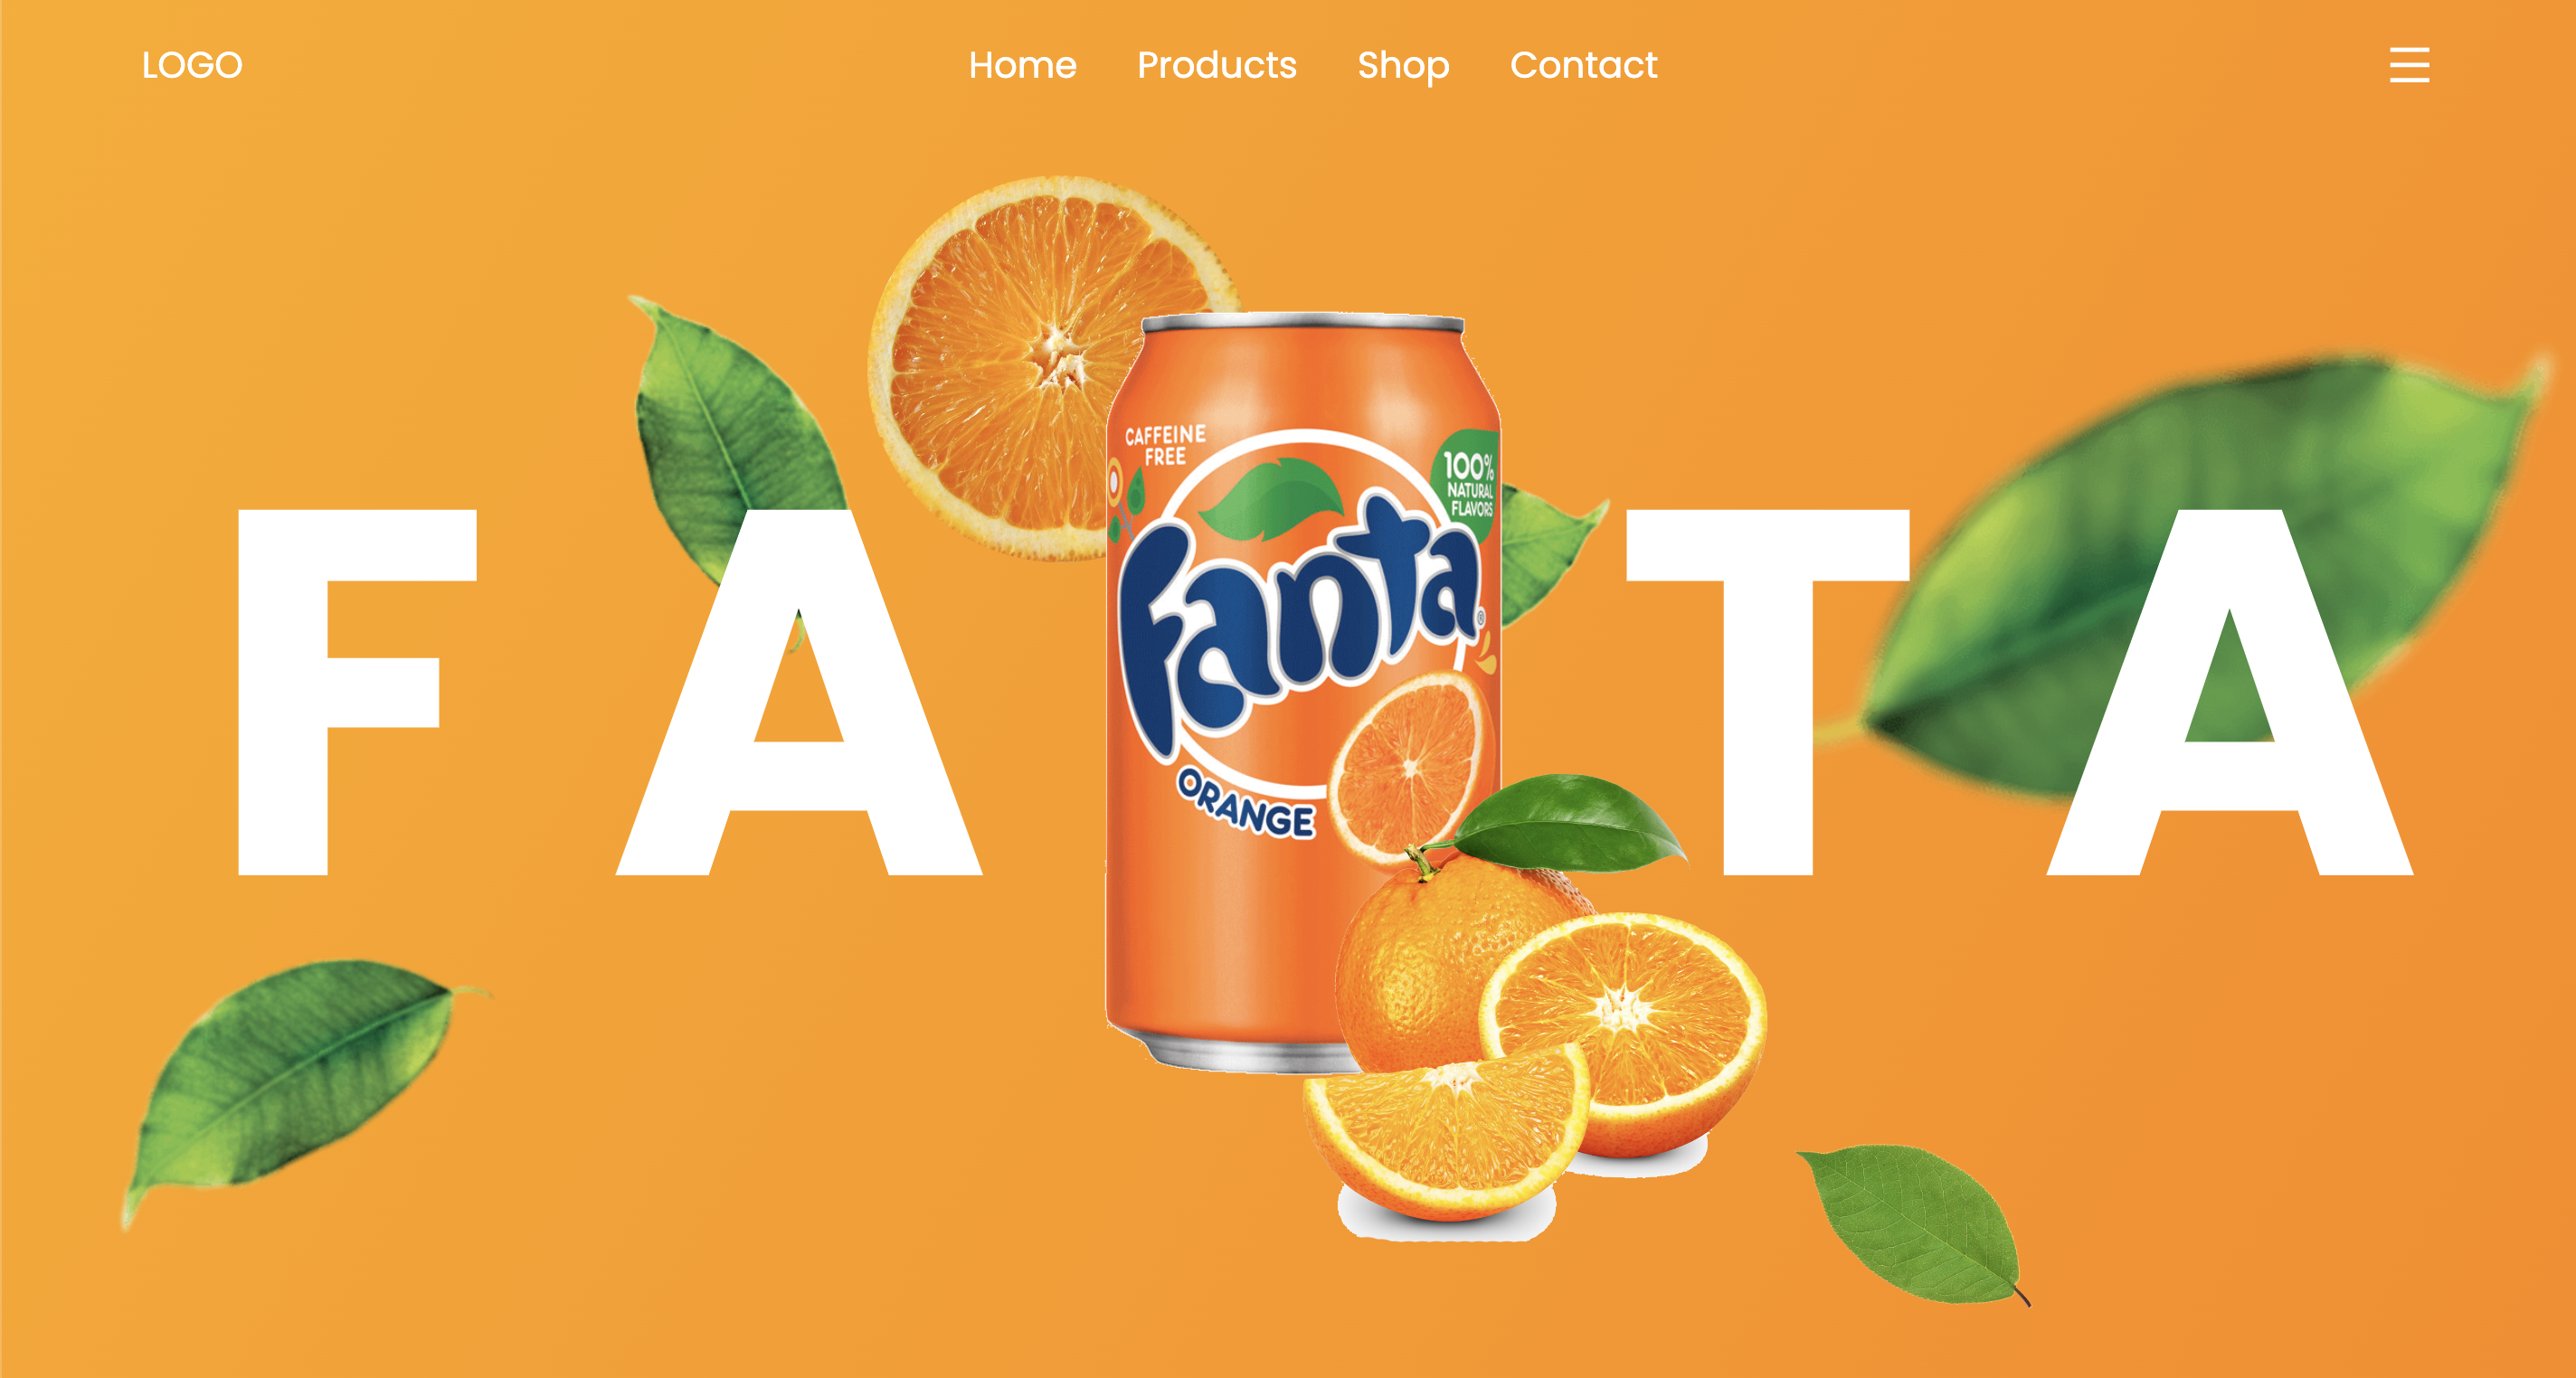 LOGO Home Products Shop Contact
CAFFEINE
FREE
100%
NATURAL
FLAVORS
Fanta®
ORANGE
F A T A